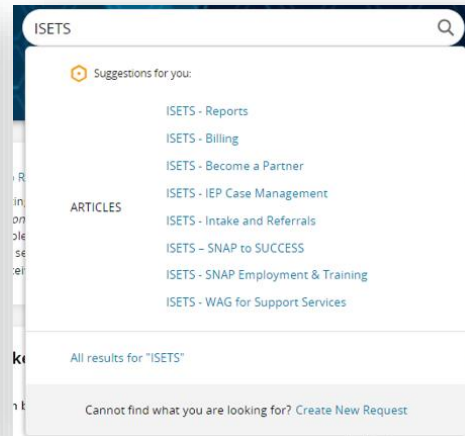 ISETS
Suggestions for you:
ISETS - Reports
ISETS - Billing
ISETS - Become a Partner
ISETS - IEP Case Management
ARTICLES
ISETS - Intake and Referrals
ISETS – SNAP to SUCCESS
ISETS - SNAP Employment & Training
ISETS - WAG for Support Services
All results for "ISETS"
Cannot find what you are looking for? Create New Request